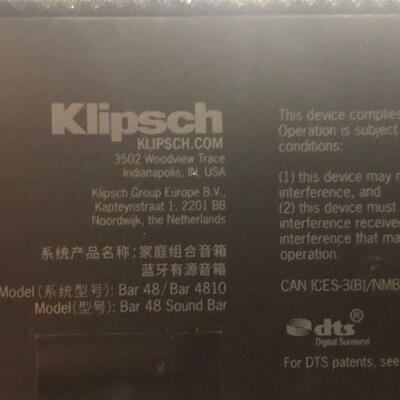 Klipsch
KLIPSCH.COM
3502 Woodview Trace
Indianapolis, IN, USA
Klipsch Group Europe B.V.,
Kapteynstraat 1, 2201 BB
Noordwijk, the Netherlands
系统产品名称: 家庭组合音箱
蓝牙有源音箱
Model (系统型号): Bar 48/Bar 4810
Model (型号): Bar 48 Sound Bar
This device complies
Operation is subject
conditions:
(1) this device may n
interference, and
(2) this device must
interference received
interference that ma
operation.
CAN ICES-3(B)/NMB
dts®
Digital Surround
For DTS patents, see